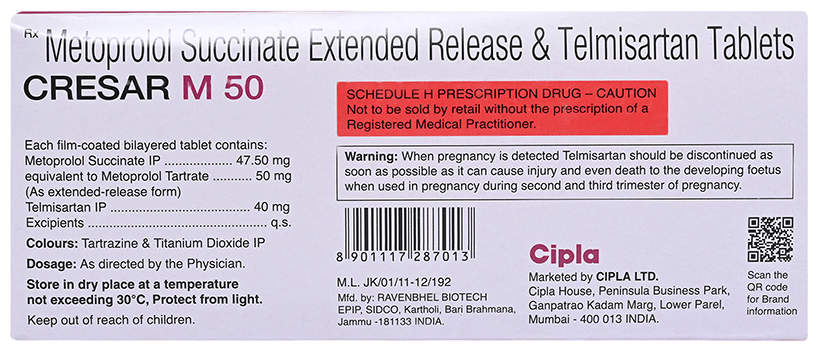 Rx Metoprolol Succinate Extended Release & Telmisartan Tablets
CRESAR M 50
SCHEDULE H PRESCRIPTION DRUG – CAUTION
Not to be sold by retail without the prescription of a
Registered Medical Practitioner.
Each film-coated bilayered tablet contains:
Metoprolol Succinate IP .................. 47.50 mg
equivalent to Metoprolol Tartrate .......... 50 mg
(As extended-release form)
Telmisartan IP ........................................ 40 mg
Excipients ................................................ q.s.
Colours: Tartrazine & Titanium Dioxide IP
Dosage: As directed by the Physician.
Store in dry place at a temperature
not exceeding 30°C, Protect from light.
Keep out of reach of children.
Warning: When pregnancy is detected Telmisartan should be discontinued as
soon as possible as it can cause injury and even death to the developing foetus
when used in pregnancy during second and third trimester of pregnancy.
8 901117 287013
M.L. JK/01/11-12/192
Mfd. by: RAVENBHEL BIOTECH
EPIP, SIDCO, Kartholi, Bari Brahmana,
Jammu -181133 INDIA.
Cipla
Marketed by CIPLA LTD.
Cipla House, Peninsula Business Park,
Ganpatrao Kadam Marg, Lower Parel,
Mumbai - 400 013 INDIA.
Scan the
QR code
for Brand
information